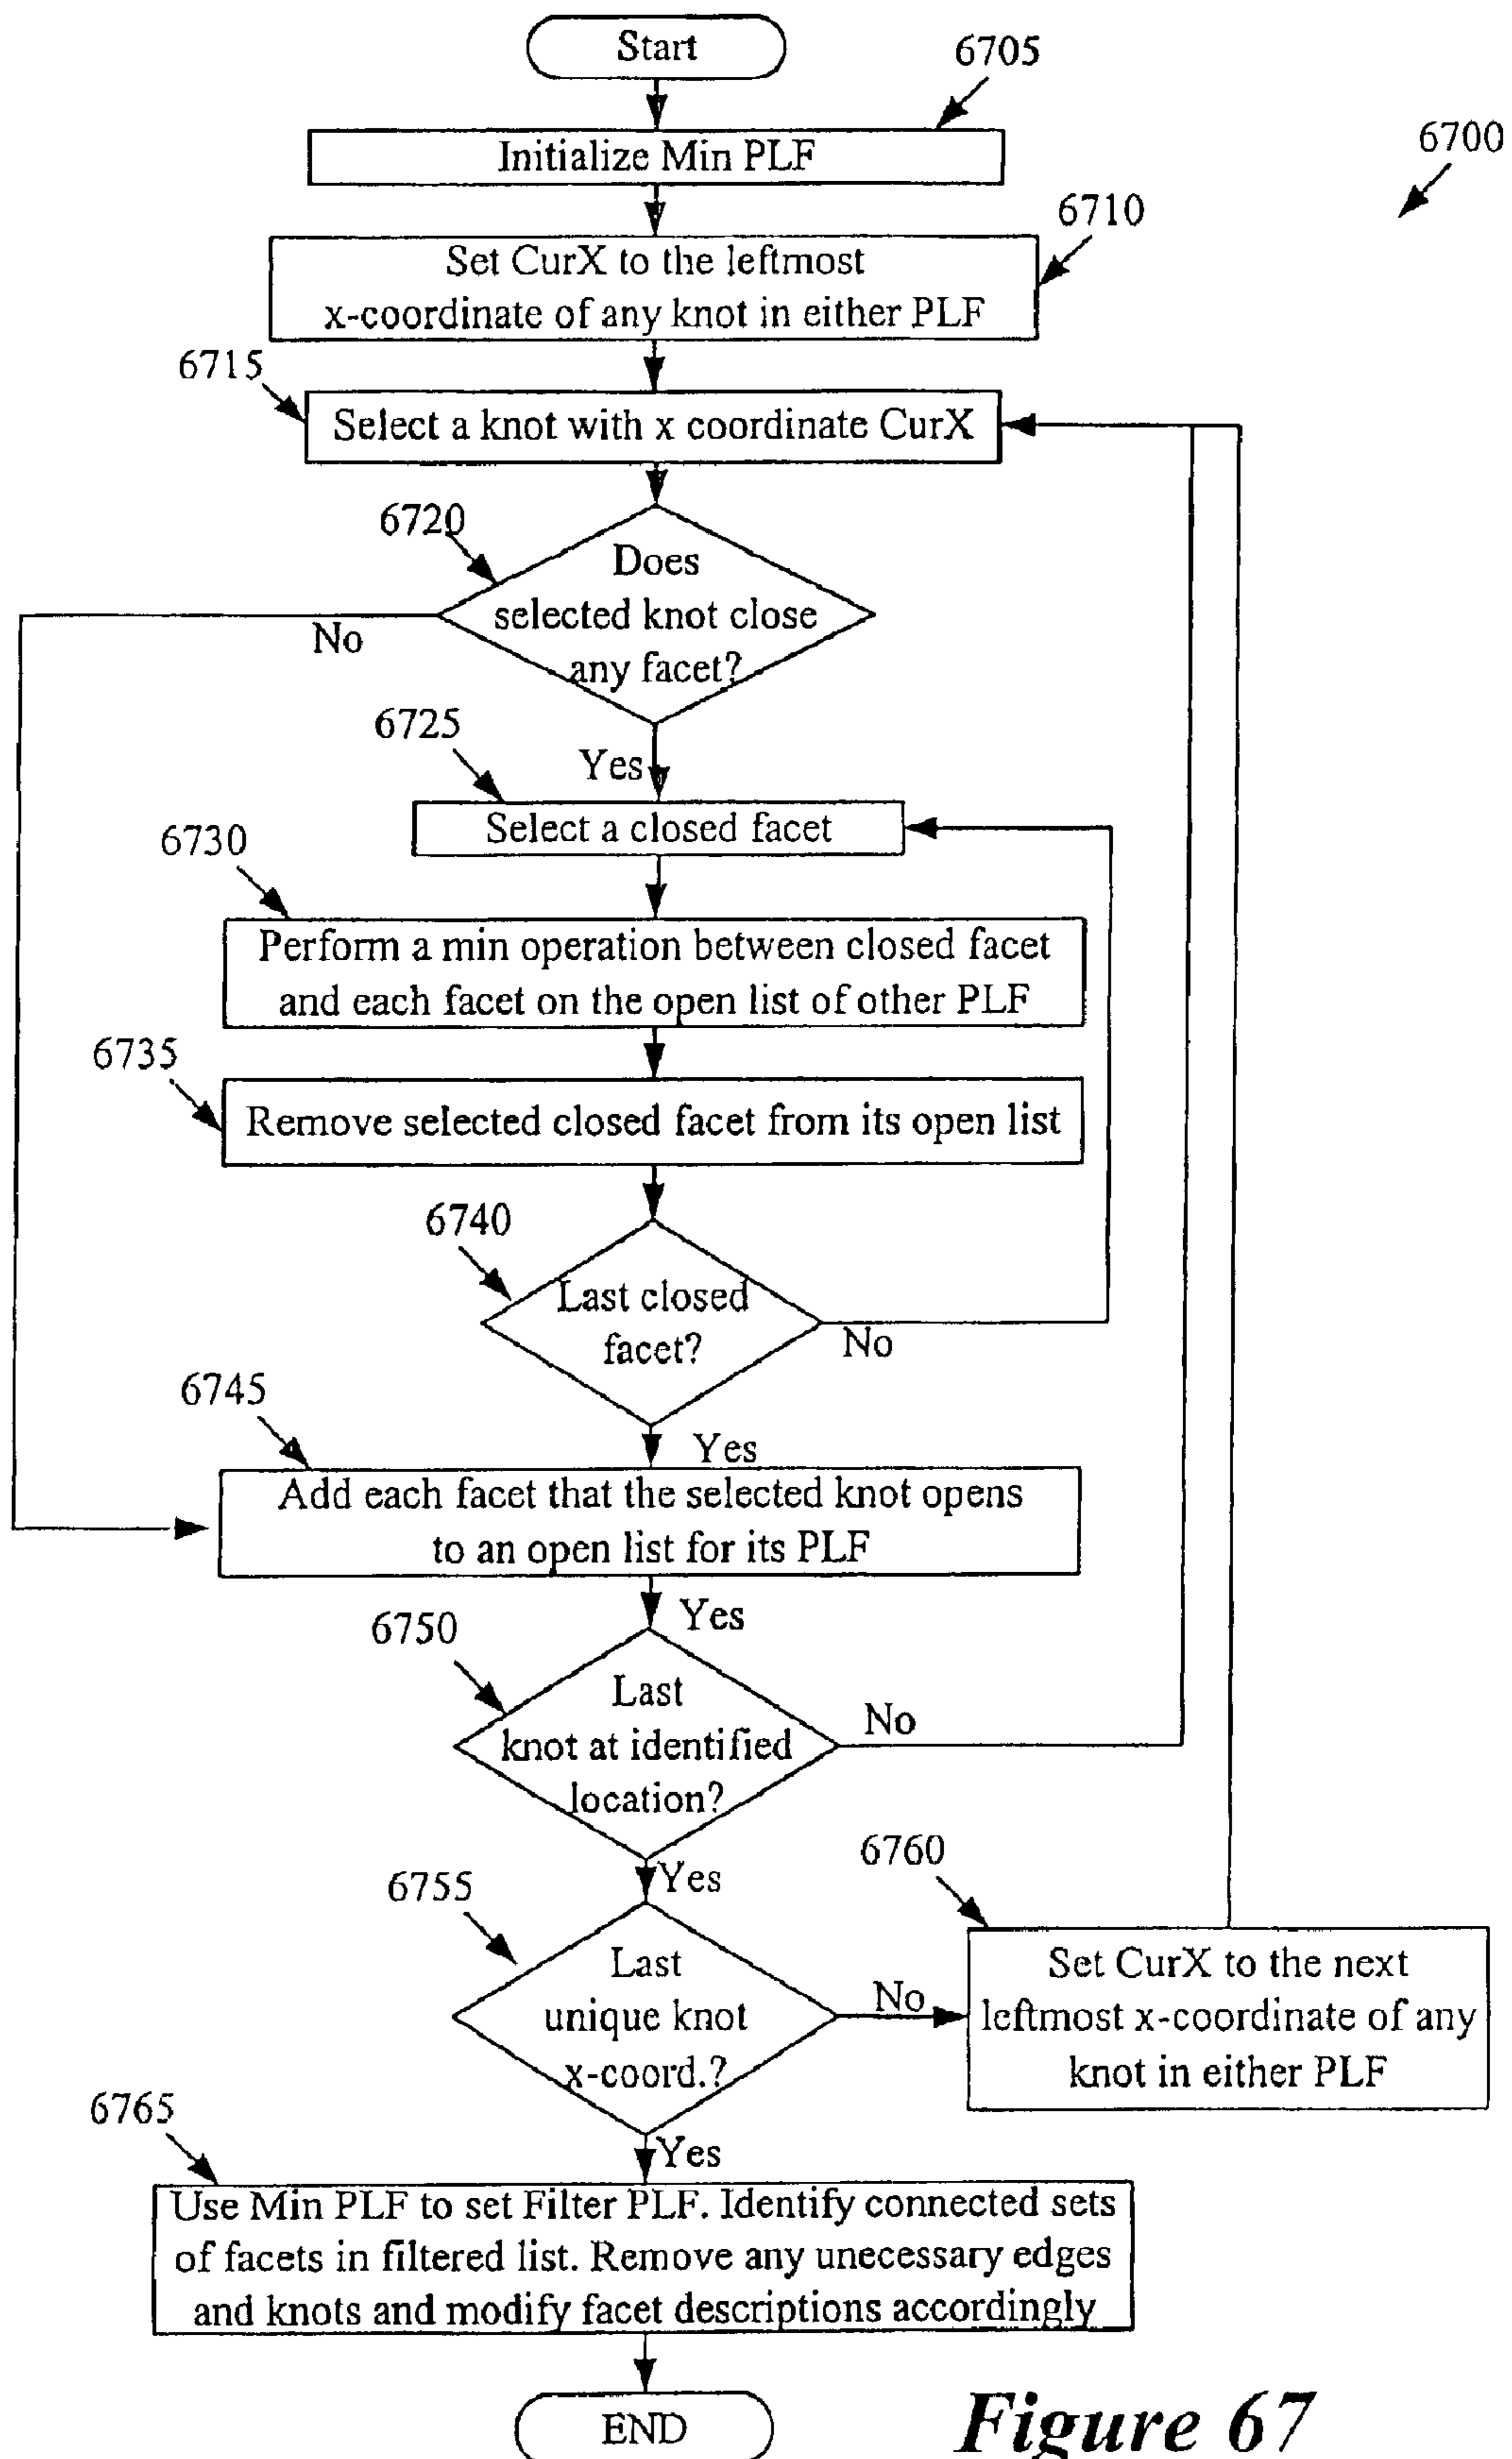 Start
6705
Initialize Min PLF
6700
6710
Set CurX to the leftmost
x-coordinate of any knot in either PLF
6715
Select a knot with x coordinate CurX
6720
Does
selected knot close
any facet?
No
6725
Yes
Select a closed facet
6730
Perform a min operation between closed facet
and each facet on the open list of other PLF
6735
Remove selected closed facet from its open list
6740
Last closed
facet?
No
6745
Yes
Add each facet that the selected knot opens
to an open list for its PLF
6750
Yes
Last
knot at identified
location?
No
6755
Yes
6760
Last
unique knot
x-coord.?
No
Set CurX to the next
leftmost x-coordinate of any
knot in either PLF
6765
Yes
Use Min PLF to set Filter PLF. Identify connected sets
of facets in filtered list. Remove any unecessary edges
and knots and modify facet descriptions accordingly
END
Figure 67